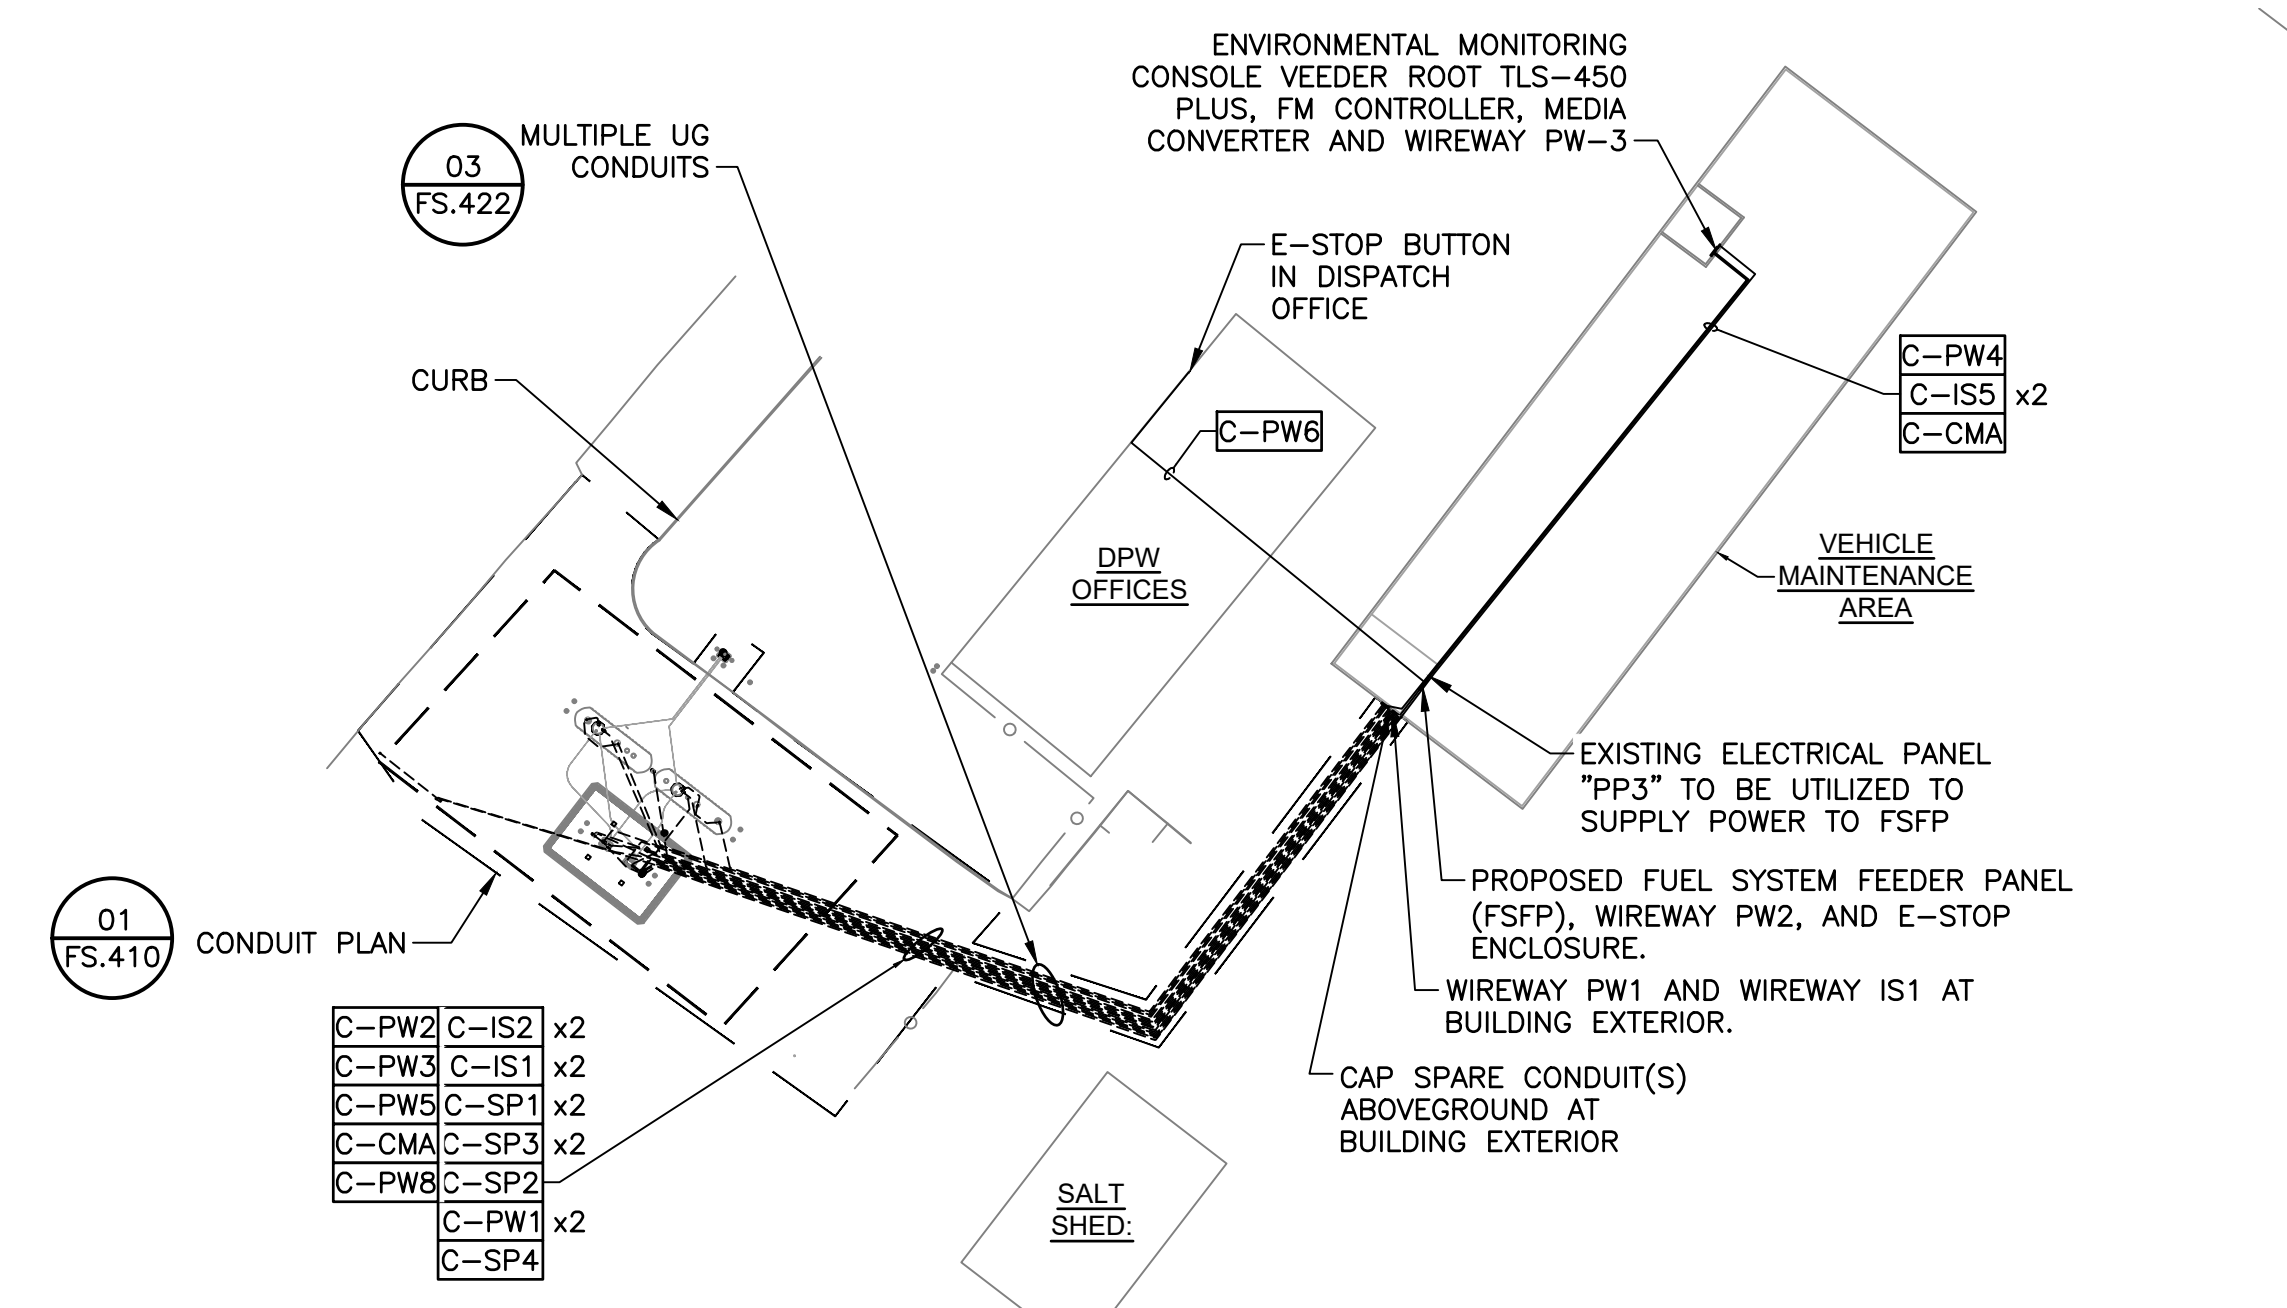 ENVIRONMENTAL MONITORING
CONSOLE VEEDER ROOT TLS-450
PLUS, FM CONTROLLER, MEDIA
CONVERTER AND WIREWAY PW-3
03
FS.422
MULTIPLE UG
CONDUITS
E-STOP BUTTON
IN DISPATCH
OFFICE
CURB
C-PW6
C-PW4
C-IS5 x2
C-CMA
DPW
OFFICES
VEHICLE
MAINTENANCE
AREA
EXISTING ELECTRICAL PANEL
"PP3" TO BE UTILIZED TO
SUPPLY POWER TO FSFP
PROPOSED FUEL SYSTEM FEEDER PANEL
(FSFP), WIREWAY PW2, AND E-STOP
ENCLOSURE.
WIREWAY PW1 AND WIREWAY IS1 AT
BUILDING EXTERIOR.
CAP SPARE CONDUIT(S)
ABOVEGROUND AT
BUILDING EXTERIOR
01
FS.410
CONDUIT PLAN
C-PW2 C-IS2 x2
C-PW3 C-IS1 x2
C-PW5 C-SP1 x2
C-CMA C-SP3 x2
C-PW8 C-SP2
C-PW1 x2
C-SP4
SALT
SHED: